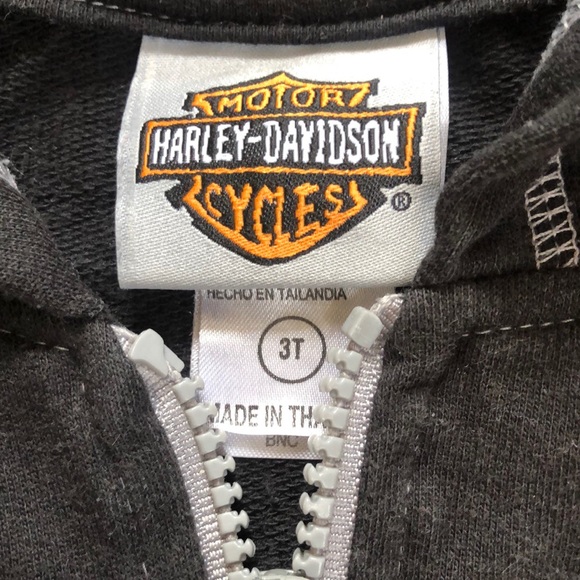 MOTOR
HARLEY-DAVIDSON
CYCLES
®
HECHO EN TAILANDIA
3T
MADE IN THA
BNC